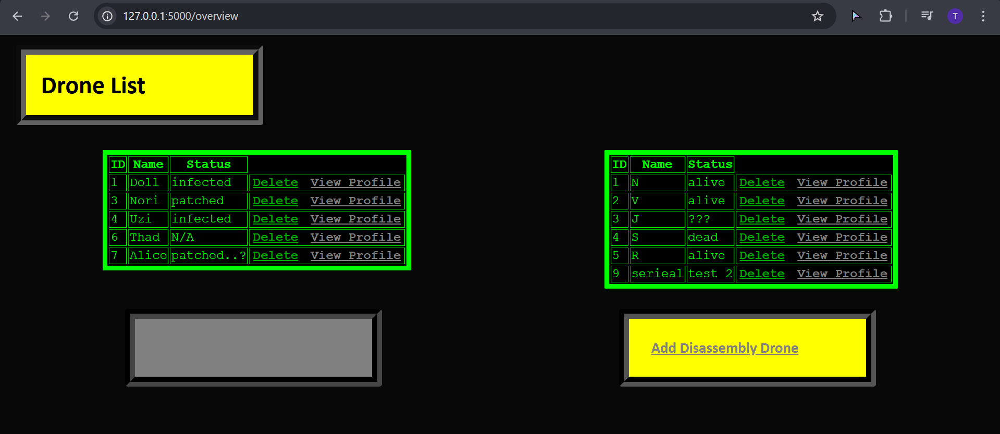 127.0.0.1:5000/overview
T
Drone List
ID Name Status
1 Doll infected Delete View Profile
3 Nori patched Delete View Profile
4 Uzi infected Delete View Profile
6 Thad N/A Delete View Profile
7 Alice patched..? Delete View Profile
ID Name Status
1 N alive Delete View Profile
2 V alive Delete View Profile
3 J ??? Delete View Profile
4 S dead Delete View Profile
5 R alive Delete View Profile
9 serieal test 2 Delete View Profile
Add Disassembly Drone